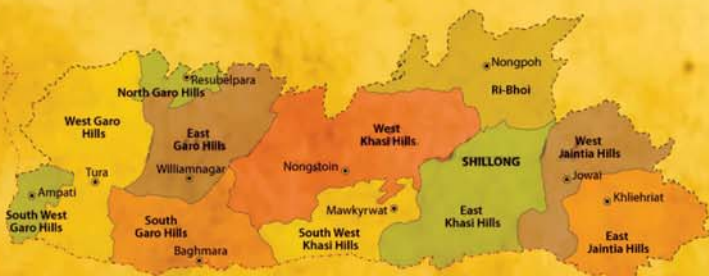 Nongpoh
Resubelpara
North Garo Hills
Ri-Bhoi
West Garo
Hills
East
Garo Hills
West
Khasi Hills
West
Jaintia Hills
SHILLONG
Nongstoin
Williamnagar
Tura
Jowai
Ampati
Khliehriat
Mawkyrwat
South West
Garo Hills
South
Garo Hills
South West
Khasi Hills
East
Khasi Hills
East
Jaintia Hills
Baghmara